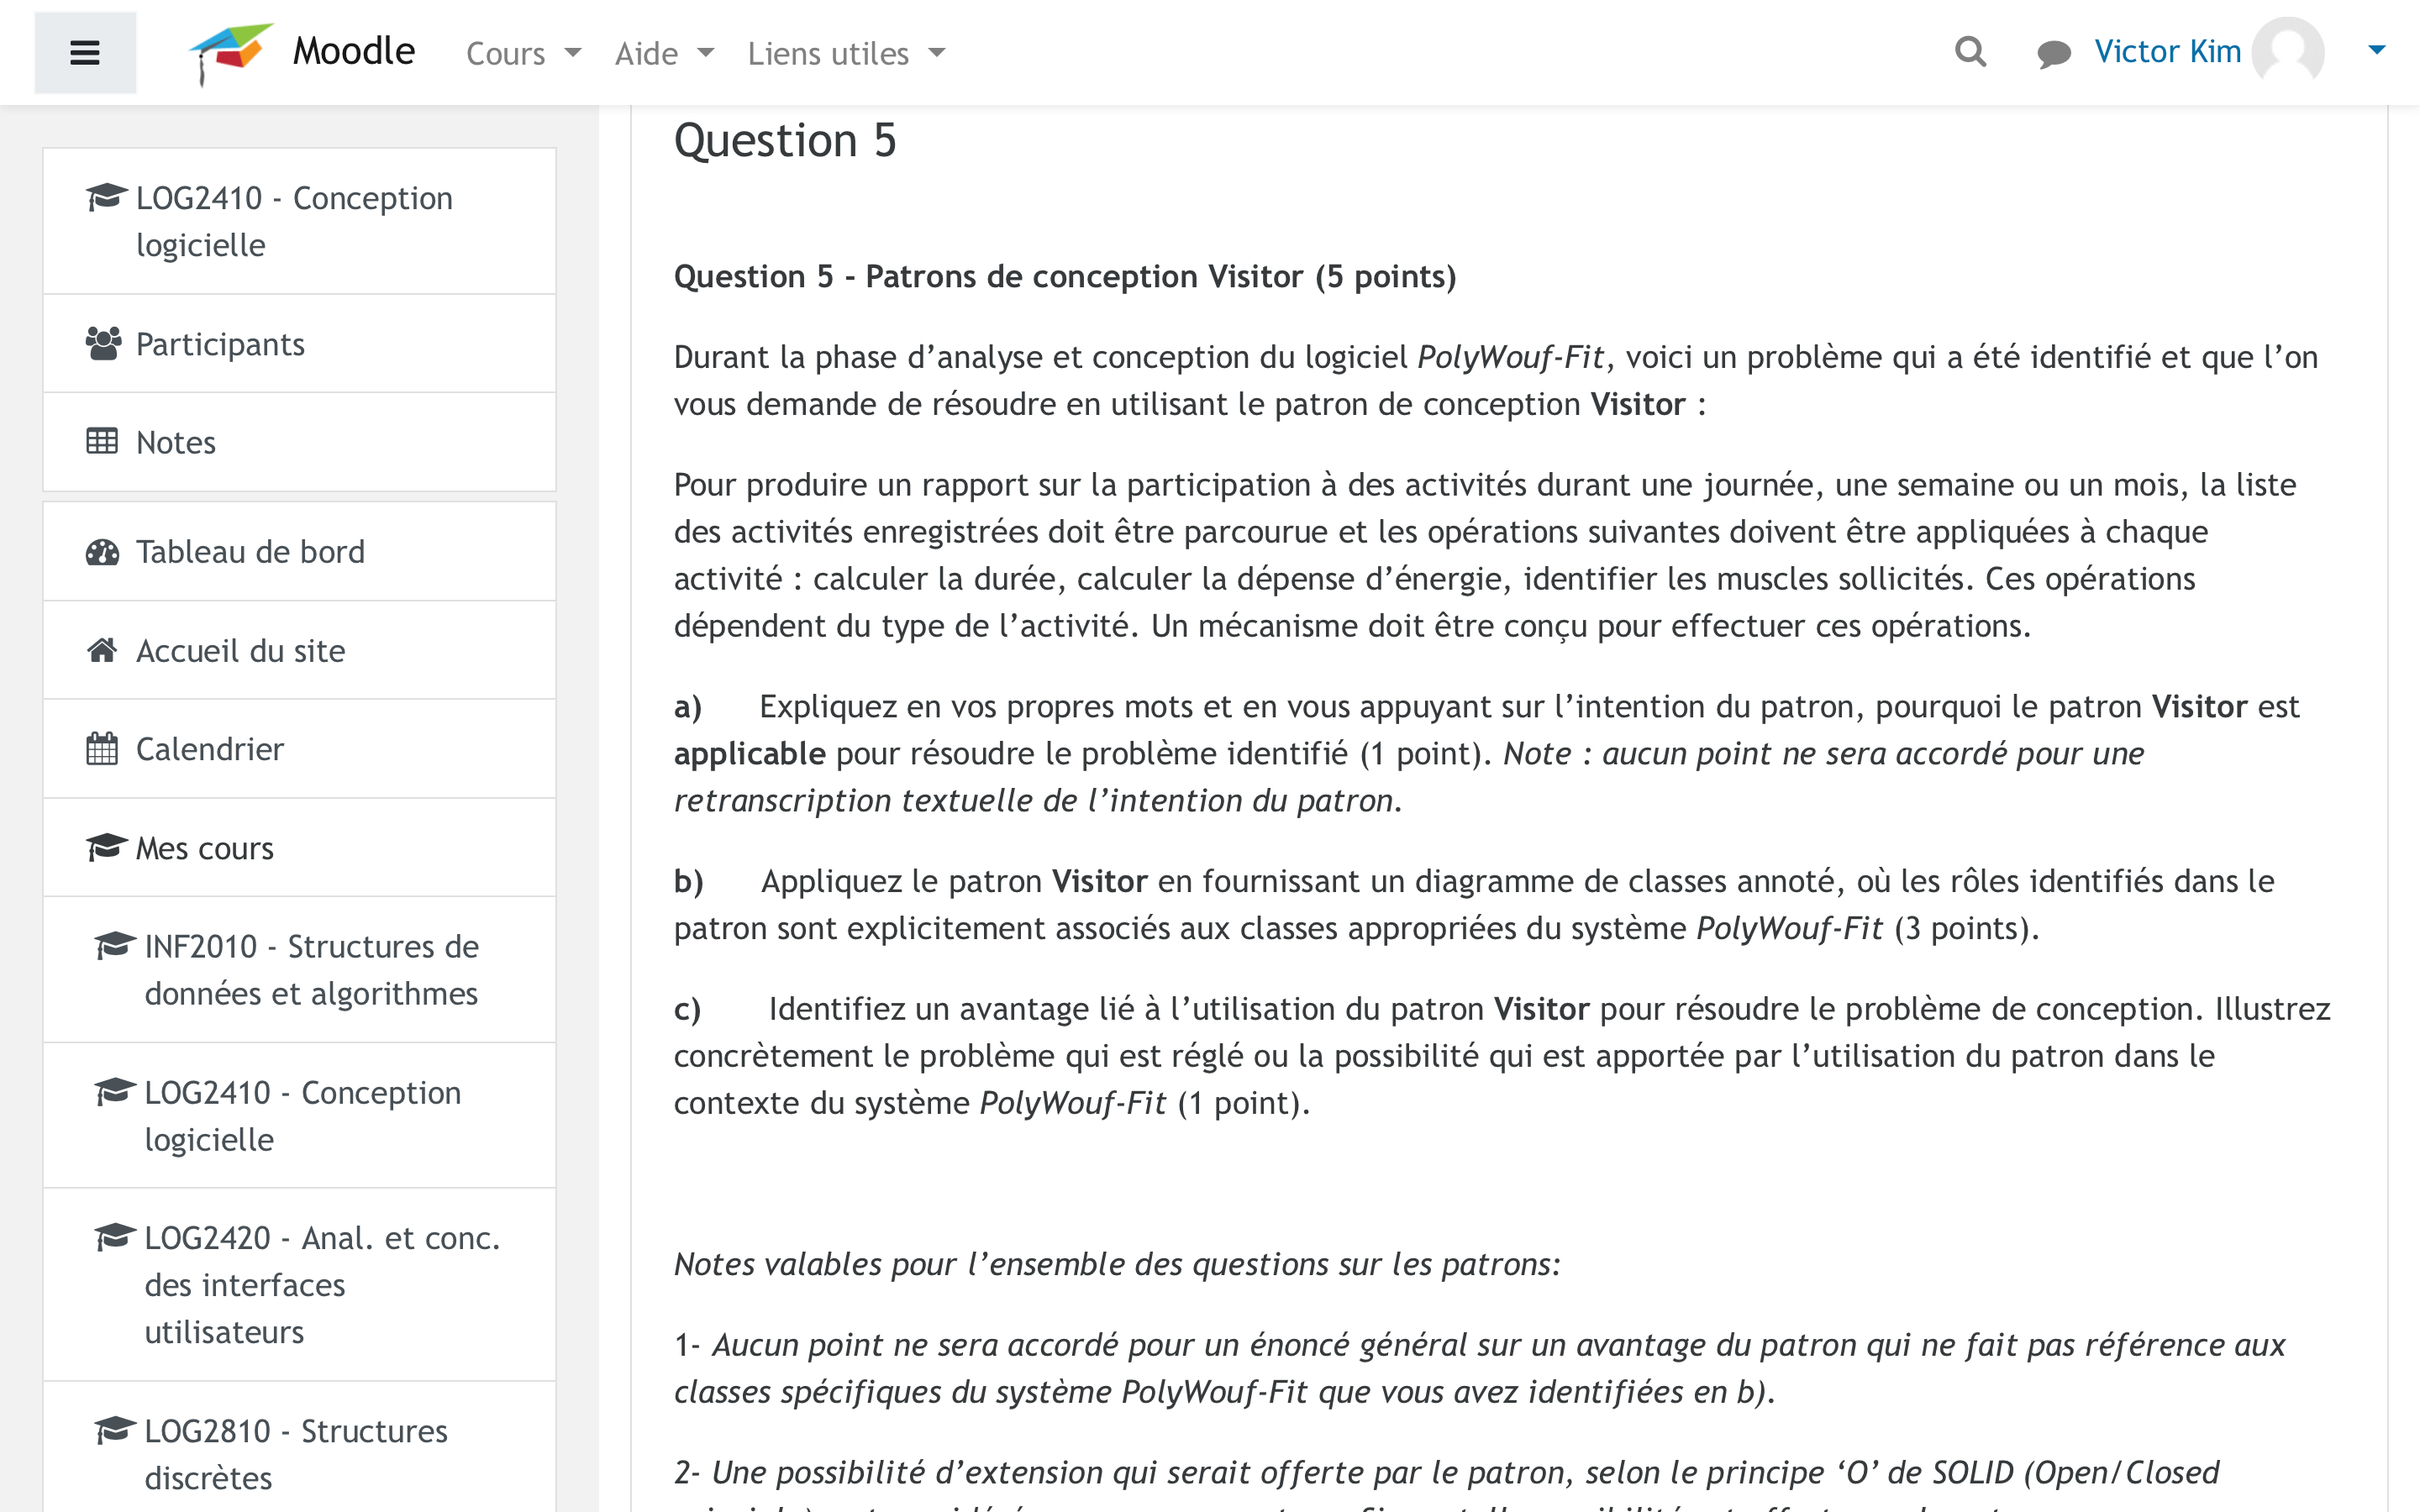 Moodle
Cours
Aide
Liens utiles
Victor Kim
LOG2410 - Conception
logicielle
Participants
Notes
Tableau de bord
Accueil du site
Calendrier
Mes cours
INF2010 - Structures de
données et algorithmes
LOG2410 - Conception
logicielle
LOG2420 - Anal. et conc.
des interfaces
utilisateurs
LOG2810 - Structures
discrètes
Question 5
Question 5 - Patrons de conception Visitor (5 points)
Durant la phase d’analyse et conception du logiciel PolyWouf-Fit, voici un problème qui a été identifié et que l’on
vous demande de résoudre en utilisant le patron de conception Visitor :
Pour produire un rapport sur la participation à des activités durant une journée, une semaine ou un mois, la liste
des activités enregistrées doit être parcourue et les opérations suivantes doivent être appliquées à chaque
activité : calculer la durée, calculer la dépense d’énergie, identifier les muscles sollicités. Ces opérations
dépendent du type de l’activité. Un mécanisme doit être conçu pour effectuer ces opérations.
a) Expliquez en vos propres mots et en vous appuyant sur l’intention du patron, pourquoi le patron Visitor est
applicable pour résoudre le problème identifié (1 point). Note : aucun point ne sera accordé pour une
retranscription textuelle de l’intention du patron.
b) Appliquez le patron Visitor en fournissant un diagramme de classes annoté, où les rôles identifiés dans le
patron sont explicitement associés aux classes appropriées du système PolyWouf-Fit (3 points).
c) Identifiez un avantage lié à l’utilisation du patron Visitor pour résoudre le problème de conception. Illustrez
concrètement le problème qui est réglé ou la possibilité qui est apportée par l’utilisation du patron dans le
contexte du système PolyWouf-Fit (1 point).
Notes valables pour l’ensemble des questions sur les patrons:
1- Aucun point ne sera accordé pour un énoncé général sur un avantage du patron qui ne fait pas référence aux
classes spécifiques du système PolyWouf-Fit que vous avez identifiées en b).
2- Une possibilité d’extension qui serait offerte par le patron, selon le principe ‘O’ de SOLID (Open/Closed